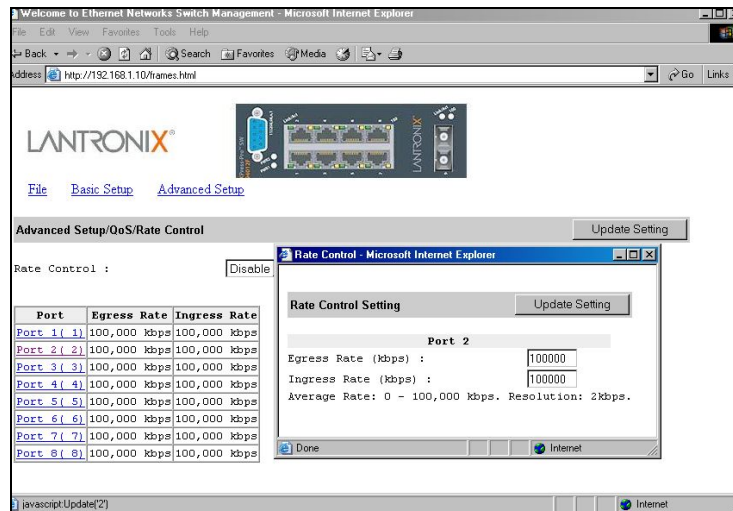 Welcome to Ethernet Networks Switch Management - Microsoft Internet Explorer
File Edit View Favorites Tools Help
Back Search Favorites Media
Address http://192.168.1.10/frames.html Go Links
LANTRONIX®
LANTRONIX
File Basic Setup Advanced Setup
Advanced Setup/QoS/Rate Control Update Setting
Rate Control : Disable
Port Egress Rate Ingress Rate
Port 1( 1) 100,000 kbps 100,000 kbps
Port 2( 2) 100,000 kbps 100,000 kbps
Port 3( 3) 100,000 kbps 100,000 kbps
Port 4( 4) 100,000 kbps 100,000 kbps
Port 5( 5) 100,000 kbps 100,000 kbps
Port 6( 6) 100,000 kbps 100,000 kbps
Port 7( 7) 100,000 kbps 100,000 kbps
Port 8( 8) 100,000 kbps 100,000 kbps
Rate Control - Microsoft Internet Explorer
Rate Control Setting Update Setting
Port 2
Egress Rate (kbps) : 100000
Ingress Rate (kbps) : 100000
Average Rate: 0 - 100,000 kbps. Resolution: 2kbps.
Done Internet
javascript:Update('2') Internet